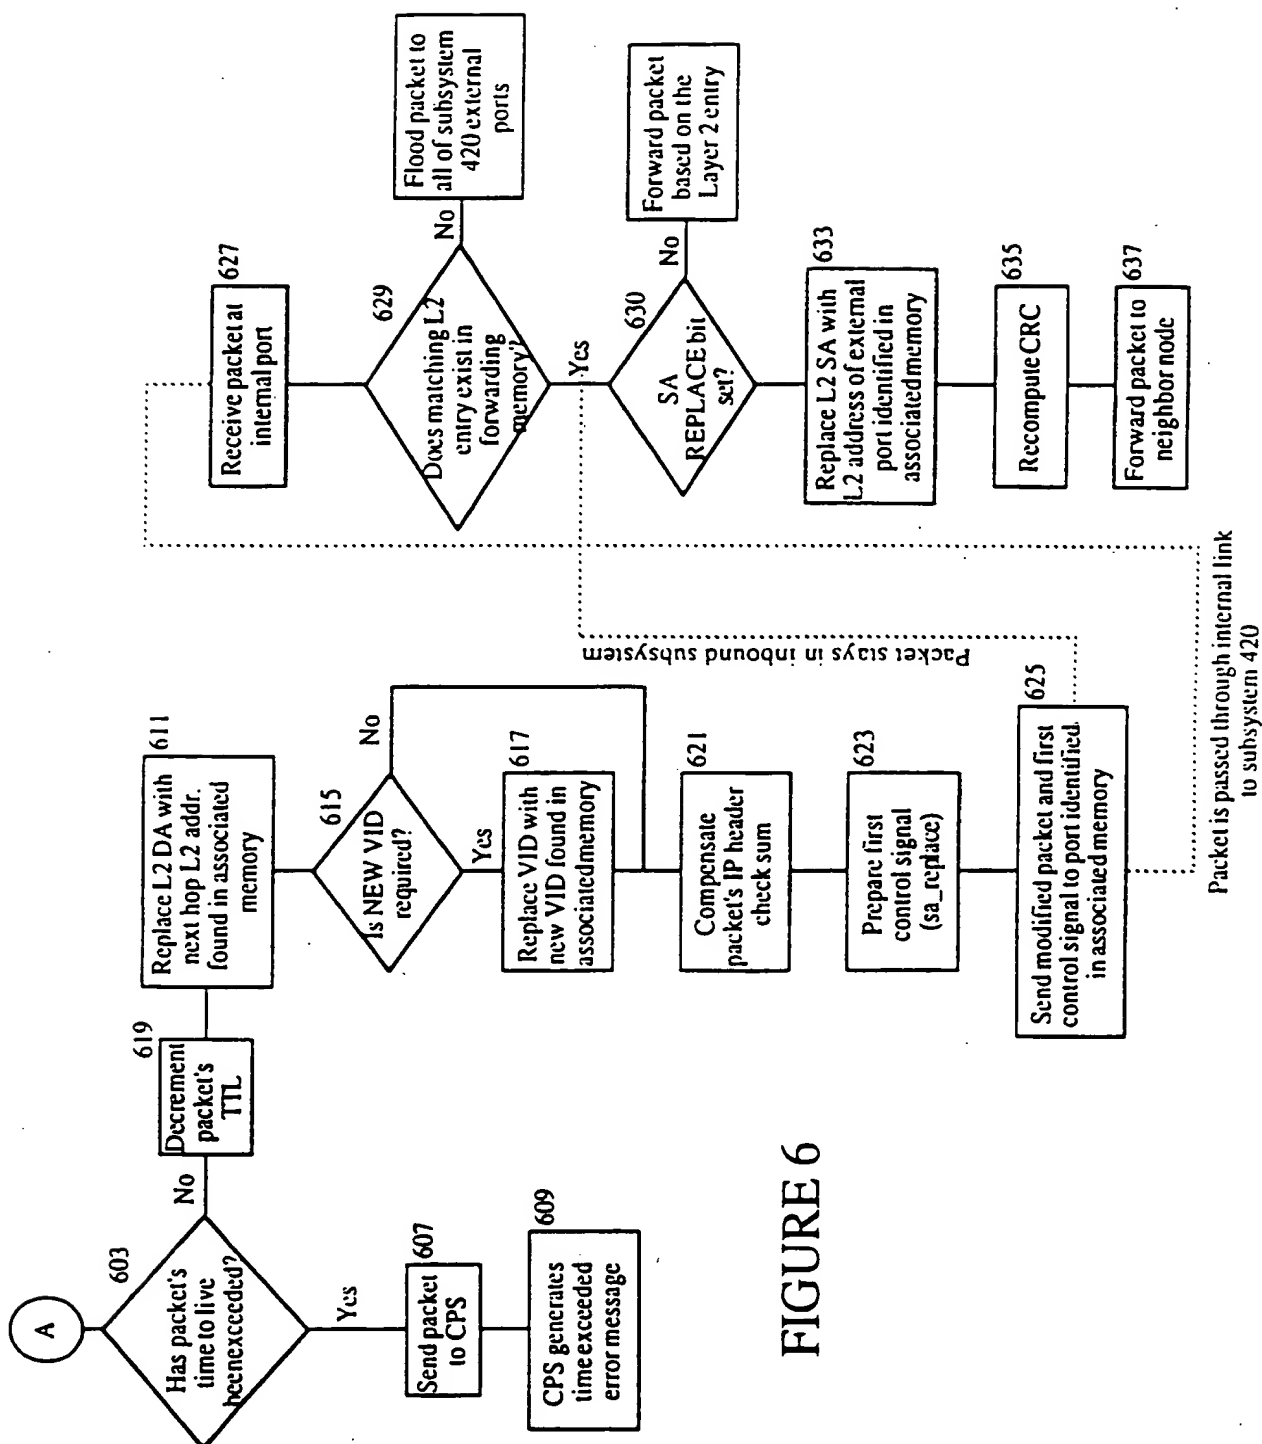 A
603
Has packet's
time to live
beenexceeded?
No
Yes
607
Send packet
to CPS
609
CPS generates
time exceeded
error message
619
Decrement
packet's
TTL
611
Replace L2 DA with
next hop L2 addr.
found in associated
memory
615
Is NEW VID
required?
No
Yes
617
Replace VID with
new VID found in
associatedmemory
621
Compensate
packet's IP header
check sum
623
Prepare first
control signal
(sa_replace)
625
Send modified packet and first
control signal to port identified.
in associated memory
Packet stays in inbound subsystem
Packet is passed through internal link
to subsystem 420
627
Receive packet at
internal port
629
Does matching L2
entry exist in
forwarding
memory?
No
Flood packet to
all of subsystem
420 external
ports
Yes
630
SA
REPLACE bit
set?
No
Forward packet
based on the
Layer 2 entry
633
Replace L2 SA with
L2 address of external
port identified in
associatedmemory
635
Recompute CRC
637
Forward packet to
neighbor node
FIGURE 6